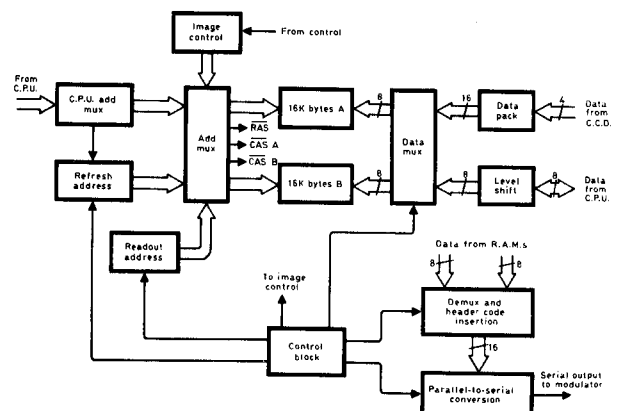 Image
control
From control
From
C.P.U.
C.P.U. add
mux
Add
mux
16K bytes A
8
Data
mux
16
Data
pack
4
Data
from
C.C.D.
RAS
CAS A
CAS B
Refresh
address
16K bytes B
8
8
Level
shift
8
Data
from
C.P.U.
Readout
address
Data from R.A.M.s
8
8
To image
control
Demux and
header code
insertion
Control
block
16
Parallel-to-serial
conversion
Serial output
to modulator